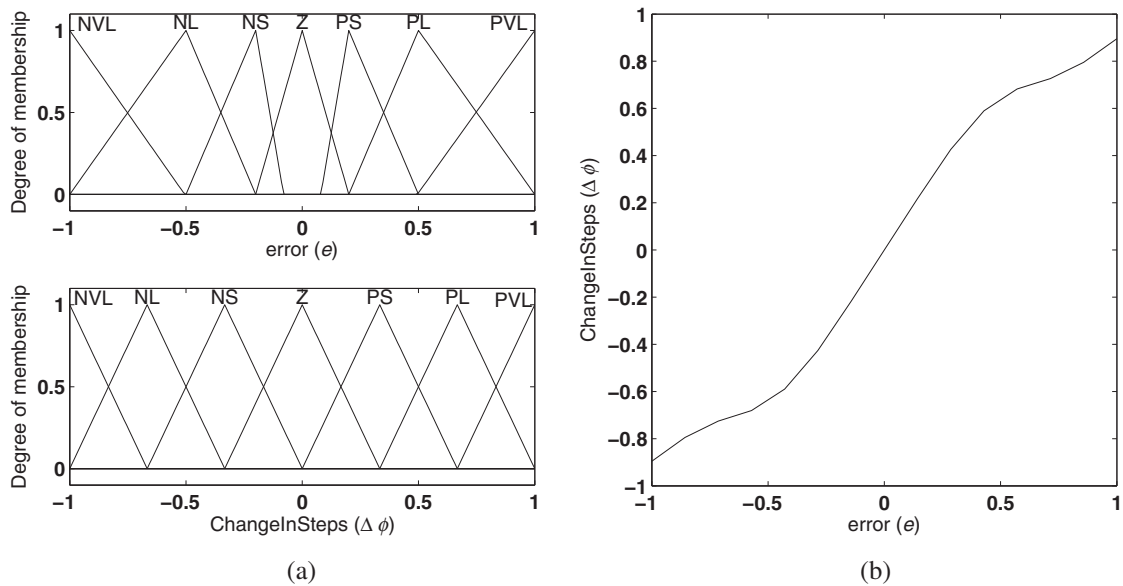 NVL NL NS Z PS PL PVL
1
0.5
0
Degree of membership
−1 −0.5 0 0.5 1
error (e)
NVL NL NS Z PS PL PVL
1
0.5
0
Degree of membership
−1 −0.5 0 0.5 1
ChangeInSteps (Δ ϕ)
(a)
1
0.8
0.6
0.4
0.2
0
−0.2
−0.4
−0.6
−0.8
−1
ChangeInSteps (Δ ϕ)
−1 −0.5 0 0.5 1
error (e)
(b)